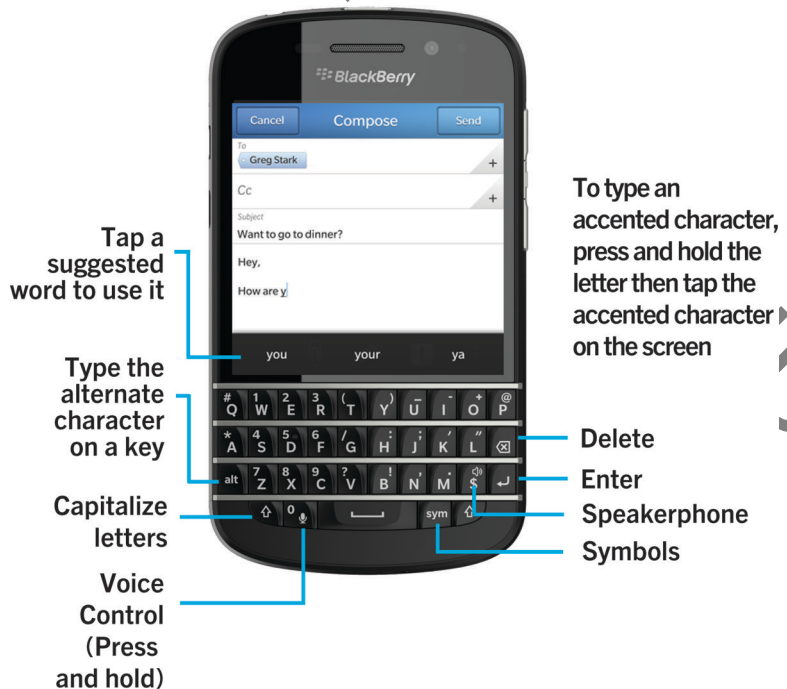 BlackBerry
Cancel Compose Send
To
Greg Stark
+
Cc
+
Subject
Want to go to dinner?
Hey,
How are y
you your ya
Tap a
suggested
word to use it
Type the
alternate
character
on a key
Capitalize
letters
Voice
Control
(Press
and hold)
To type an
accented character,
press and hold the
letter then tap the
accented character
on the screen
Delete
Enter
Speakerphone
Symbols
# Q 1 W 2 E 3 R ( T ) Y _ U - I + O @ P
* A 4 S 5 D 6 F / G : H ; J ' K " L
alt 7 Z 8 X 9 C ? V ! B , N . M $
0 sym